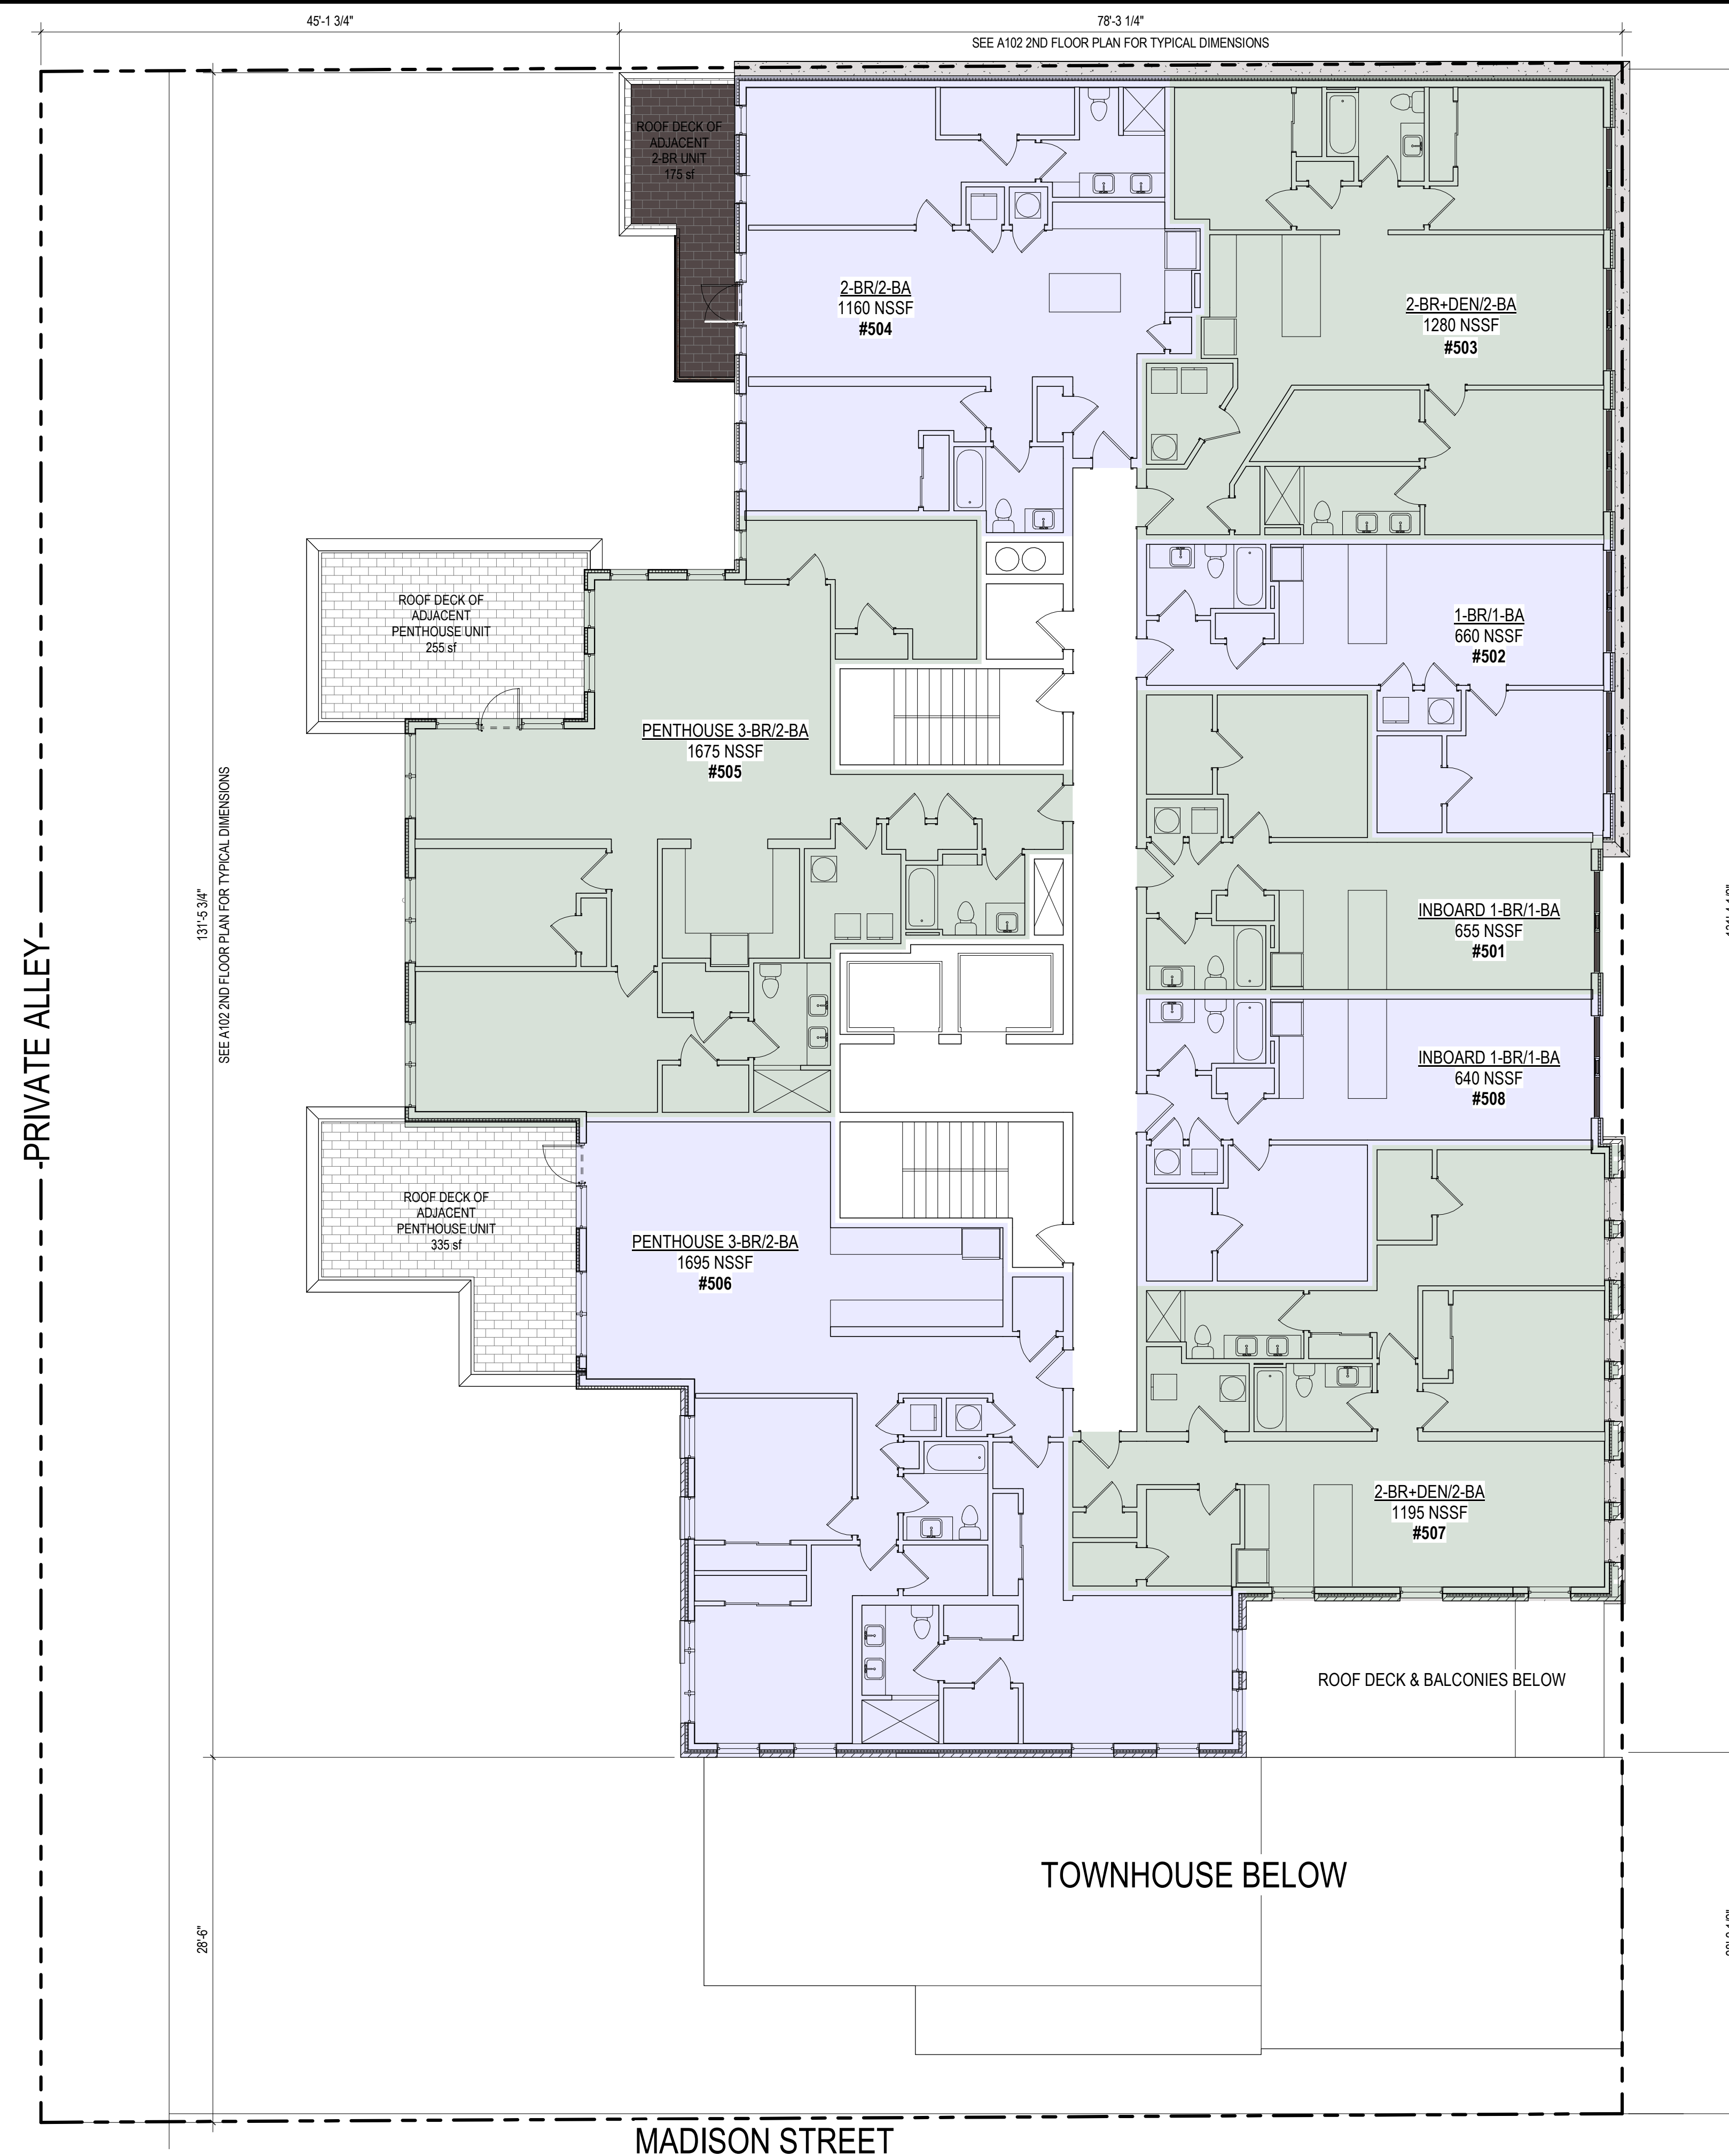 45'-1 3/4"
78'-3 1/4"
SEE A102 2ND FLOOR PLAN FOR TYPICAL DIMENSIONS
ROOF DECK OF
ADJACENT
2-BR UNIT
175 sf
2-BR/2-BA
1160 NSSF
#504
2-BR+DEN/2-BA
1280 NSSF
#503
ROOF DECK OF
ADJACENT
PENTHOUSE UNIT
255 sf
1-BR/1-BA
660 NSSF
#502
PENTHOUSE 3-BR/2-BA
1675 NSSF
#505
131'-5 3/4"
SEE A102 2ND FLOOR PLAN FOR TYPICAL DIMENSIONS
PRIVATE ALLEY
INBOARD 1-BR/1-BA
655 NSSF
#501
INBOARD 1-BR/1-BA
640 NSSF
#508
ROOF DECK OF
ADJACENT
PENTHOUSE UNIT
335 sf
PENTHOUSE 3-BR/2-BA
1695 NSSF
#506
2-BR+DEN/2-BA
1195 NSSF
#507
ROOF DECK & BALCONIES BELOW
TOWNHOUSE BELOW
28'-6"
MADISON STREET